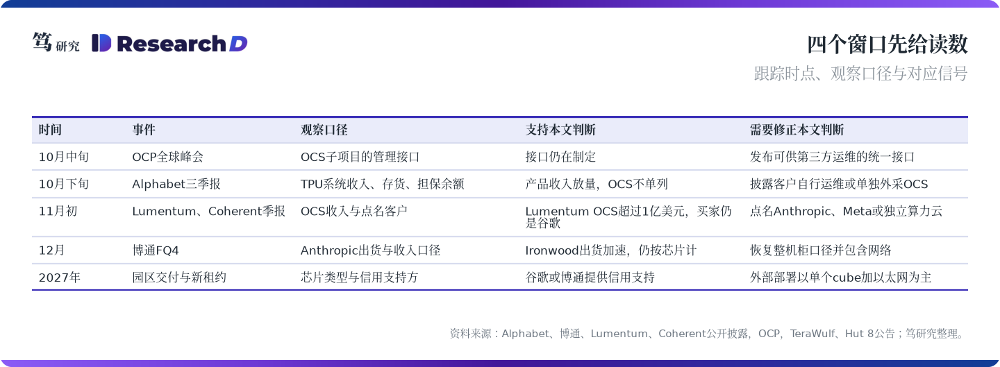 笃 研究 ResearchD
四个窗口先给读数
跟踪时点、观察口径与对应信号
时间 事件 观察口径 支持本文判断 需要修正本文判断
10月中旬 OCP全球峰会 OCS子项目的管理接口 接口仍在制定 发布可供第三方运维的统一接口
10月下旬 Alphabet三季报 TPU系统收入、存货、担保余额 产品收入放量，OCS不单列 披露客户自行运维或单独外采OCS
11月初 Lumentum、Coherent季报 OCS收入与点名客户 Lumentum OCS超过1亿美元，买家仍 点名Anthropic、Meta或独立算力云
是谷歌
12月 博通FQ4 Anthropic出货与收入口径 Ironwood出货加速，仍按芯片计 恢复整机柜口径并包含网络
2027年 园区交付与新租约 芯片类型与信用支持方 谷歌或博通提供信用支持 外部部署以单个cube加以太网为主
资料来源：Alphabet、博通、Lumentum、Coherent公开披露，OCP，TeraWulf、Hut 8公告；笃研究整理。